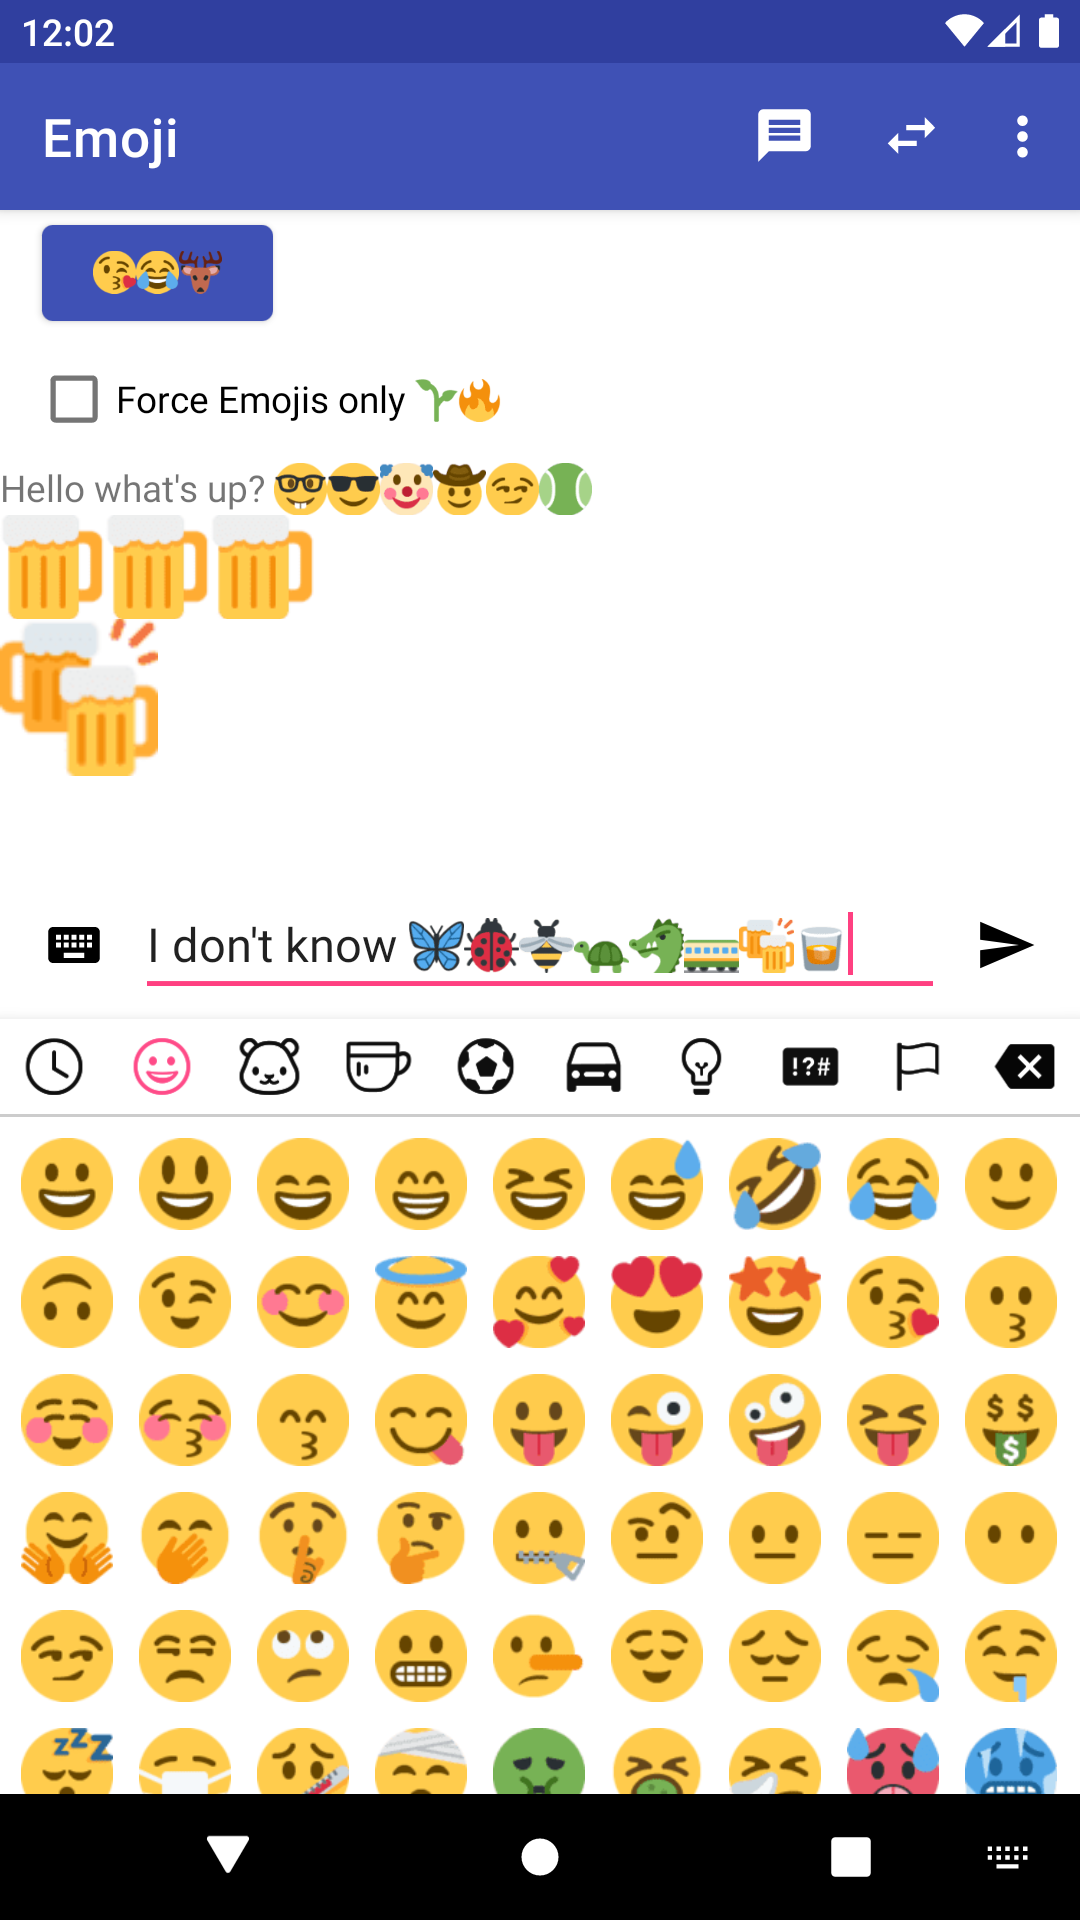 12:02
Emoji
😘😂🦌
Force Emojis only 🌱🔥
Hello what's up? 🤓😎🤡🤠😏🎾
🍺🍺🍺
🍻
I don't know 🦋🐞🐝🐢🐲🚃🍻🥃
!?#